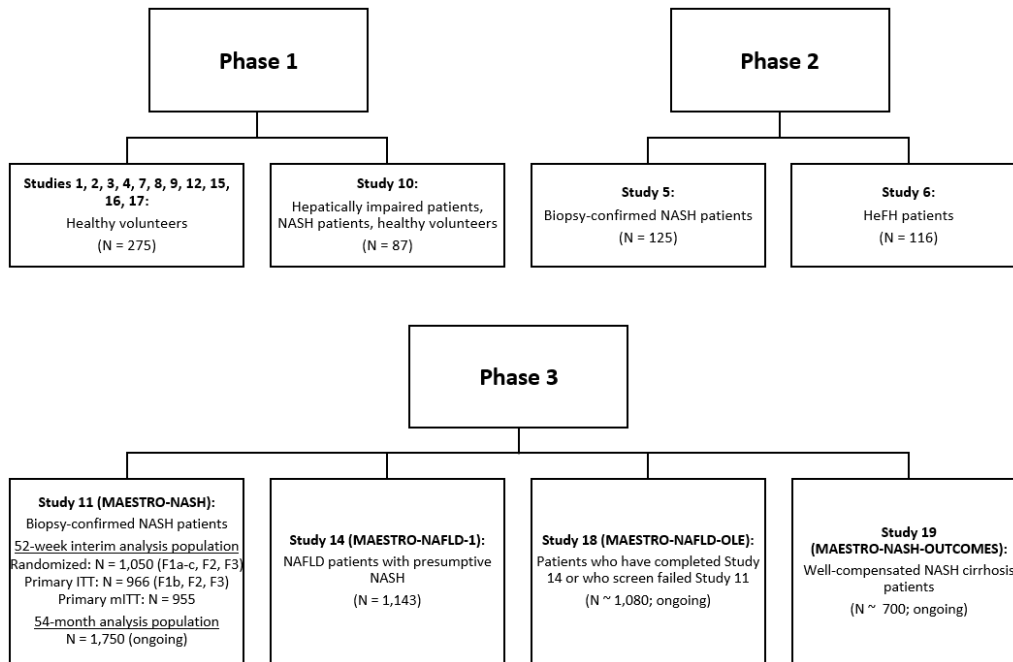 Phase 1
Phase 2
Studies 1, 2, 3, 4, 7, 8, 9, 12, 15,
16, 17:
Healthy volunteers
(N = 275)
Study 10:
Hepatically impaired patients,
NASH patients, healthy volunteers
(N = 87)
Study 5:
Biopsy-confirmed NASH patients
(N = 125)
Study 6:
HeFH patients
(N = 116)
Phase 3
Study 11 (MAESTRO-NASH):
Biopsy-confirmed NASH patients
52-week interim analysis population
Randomized: N = 1,050 (F1a-c, F2, F3)
Primary ITT: N = 966 (F1b, F2, F3)
Primary mITT: N = 955
54-month analysis population
N = 1,750 (ongoing)
Study 14 (MAESTRO-NAFLD-1):
NAFLD patients with presumptive
NASH
(N = 1,143)
Study 18 (MAESTRO-NAFLD-OLE):
Patients who have completed Study
14 or who screen failed Study 11
(N ~ 1,080; ongoing)
Study 19
(MAESTRO-NASH-OUTCOMES):
Well-compensated NASH cirrhosis
patients
(N ~ 700; ongoing)